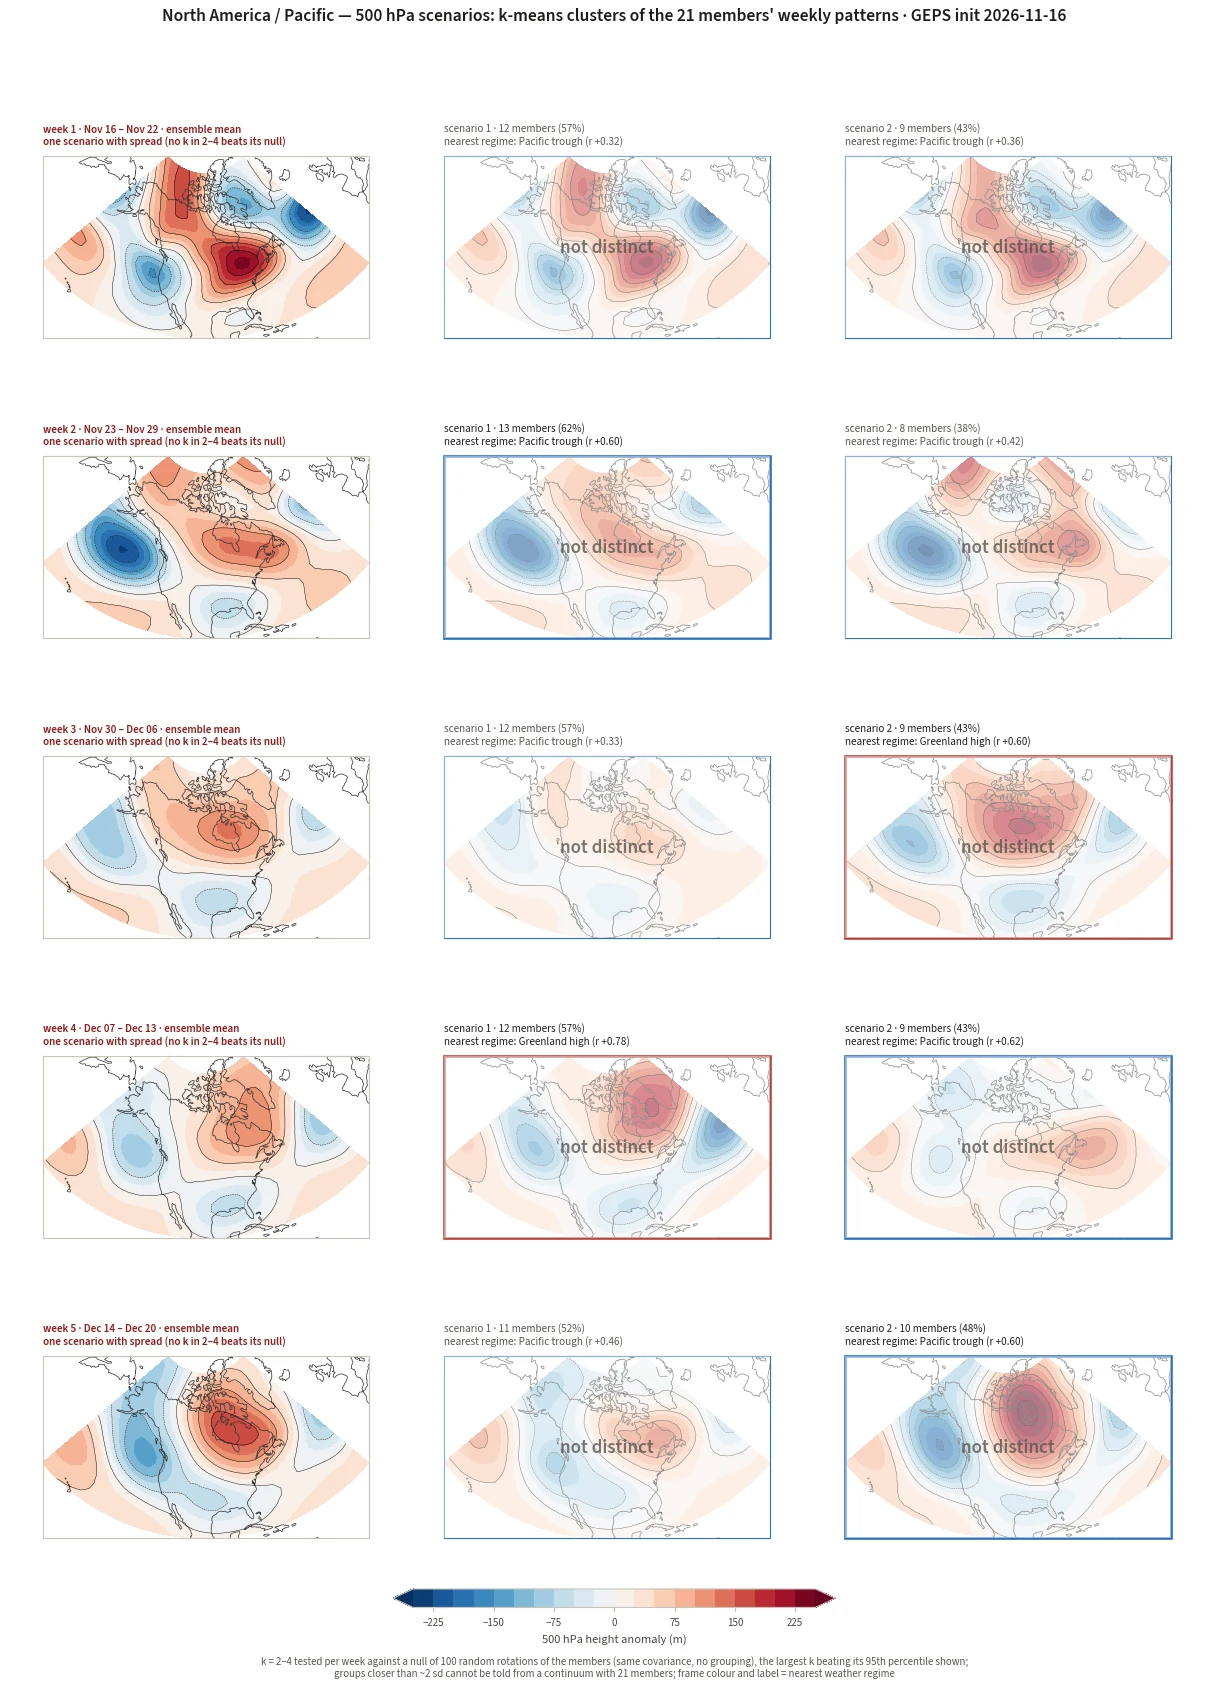 North America / Pacific — 500 hPa scenarios: k-means clusters of the 21 members' weekly patterns · GEPS init 2026-11-16
week 1 · Nov 16 – Nov 22 · ensemble mean
one scenario with spread (no k in 2–4 beats its null)
scenario 1 · 12 members (57%)
nearest regime: Pacific trough (r +0.32)
not distinct
scenario 2 · 9 members (43%)
nearest regime: Pacific trough (r +0.36)
not distinct
week 2 · Nov 23 – Nov 29 · ensemble mean
one scenario with spread (no k in 2–4 beats its null)
scenario 1 · 13 members (62%)
nearest regime: Pacific trough (r +0.60)
not distinct
scenario 2 · 8 members (38%)
nearest regime: Pacific trough (r +0.42)
not distinct
week 3 · Nov 30 – Dec 06 · ensemble mean
one scenario with spread (no k in 2–4 beats its null)
scenario 1 · 12 members (57%)
nearest regime: Pacific trough (r +0.33)
not distinct
scenario 2 · 9 members (43%)
nearest regime: Greenland high (r +0.60)
not distinct
week 4 · Dec 07 – Dec 13 · ensemble mean
one scenario with spread (no k in 2–4 beats its null)
scenario 1 · 12 members (57%)
nearest regime: Greenland high (r +0.78)
not distinct
scenario 2 · 9 members (43%)
nearest regime: Pacific trough (r +0.62)
not distinct
week 5 · Dec 14 – Dec 20 · ensemble mean
one scenario with spread (no k in 2–4 beats its null)
scenario 1 · 11 members (52%)
nearest regime: Pacific trough (r +0.46)
not distinct
scenario 2 · 10 members (48%)
nearest regime: Pacific trough (r +0.60)
not distinct
−225 −150 −75 0 75 150 225
500 hPa height anomaly (m)
k = 2–4 tested per week against a null of 100 random rotations of the members (same covariance, no grouping), the largest k beating its 95th percentile shown;
groups closer than ~2 sd cannot be told from a continuum with 21 members; frame colour and label = nearest weather regime